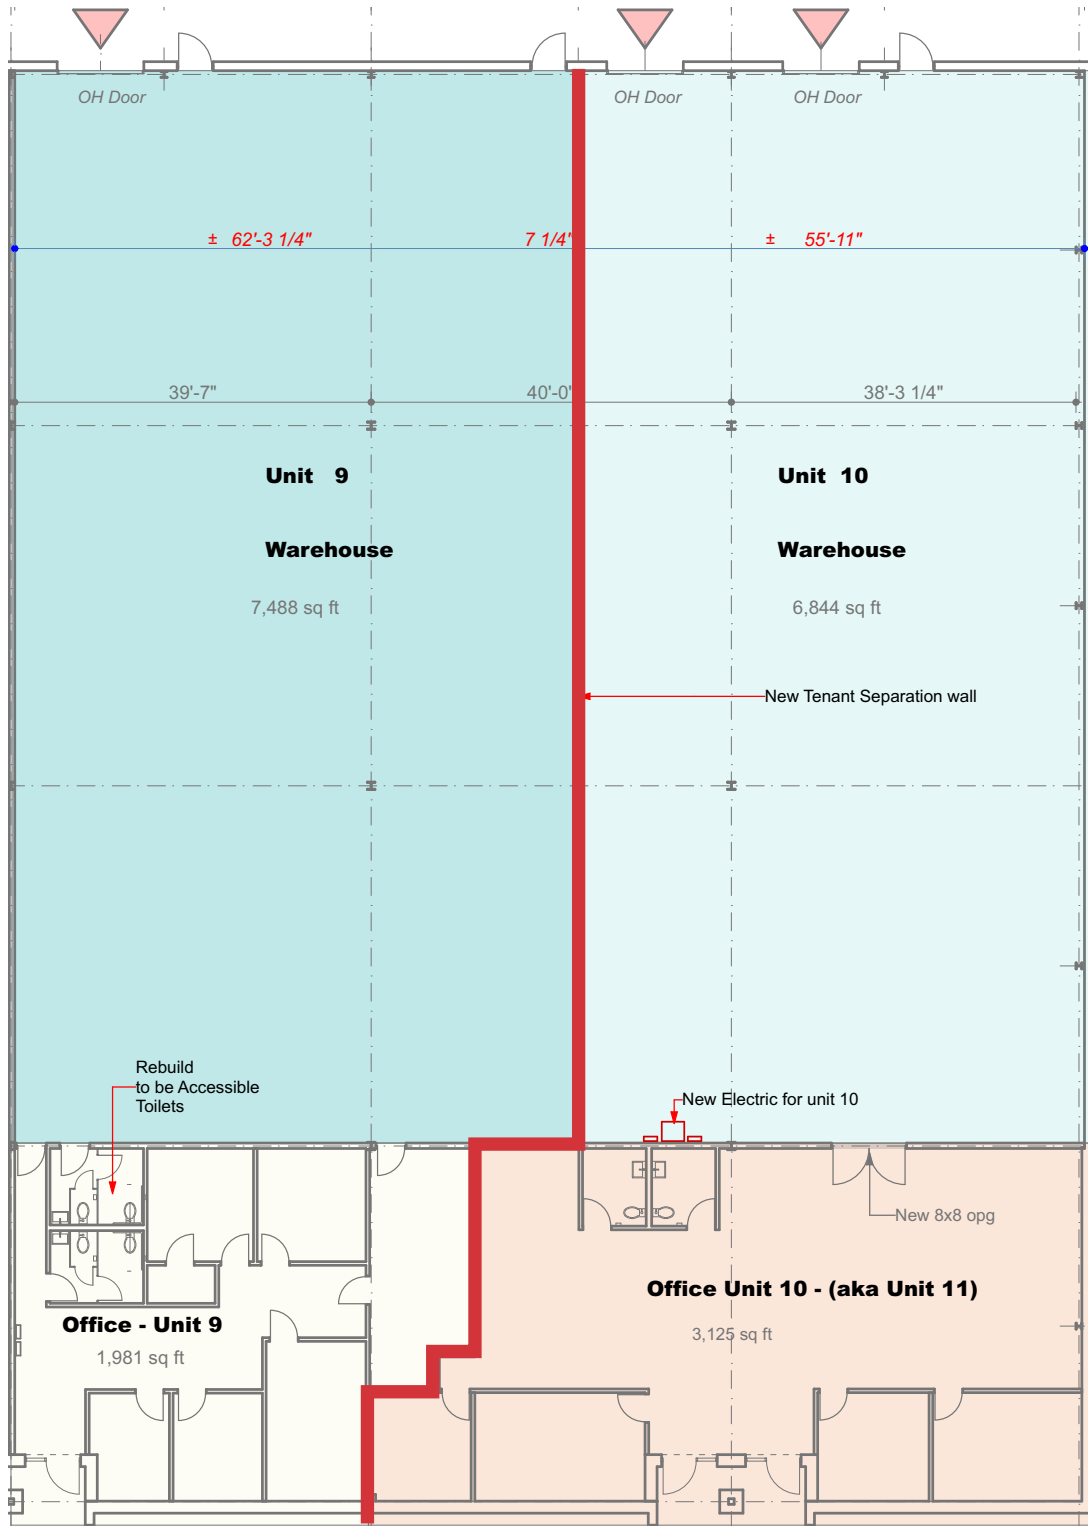 OH Door
OH Door
OH Door
± 62'-3 1/4"
7 1/4"
± 55'-11"
39'-7"
40'-0"
38'-3 1/4"
Unit 9
Unit 10
Warehouse
Warehouse
7,488 sq ft
6,844 sq ft
New Tenant Separation wall
Rebuild
to be Accessible
Toilets
New Electric for unit 10
New 8x8 opg
Office Unit 10 - (aka Unit 11)
Office - Unit 9
3,125 sq ft
1,981 sq ft